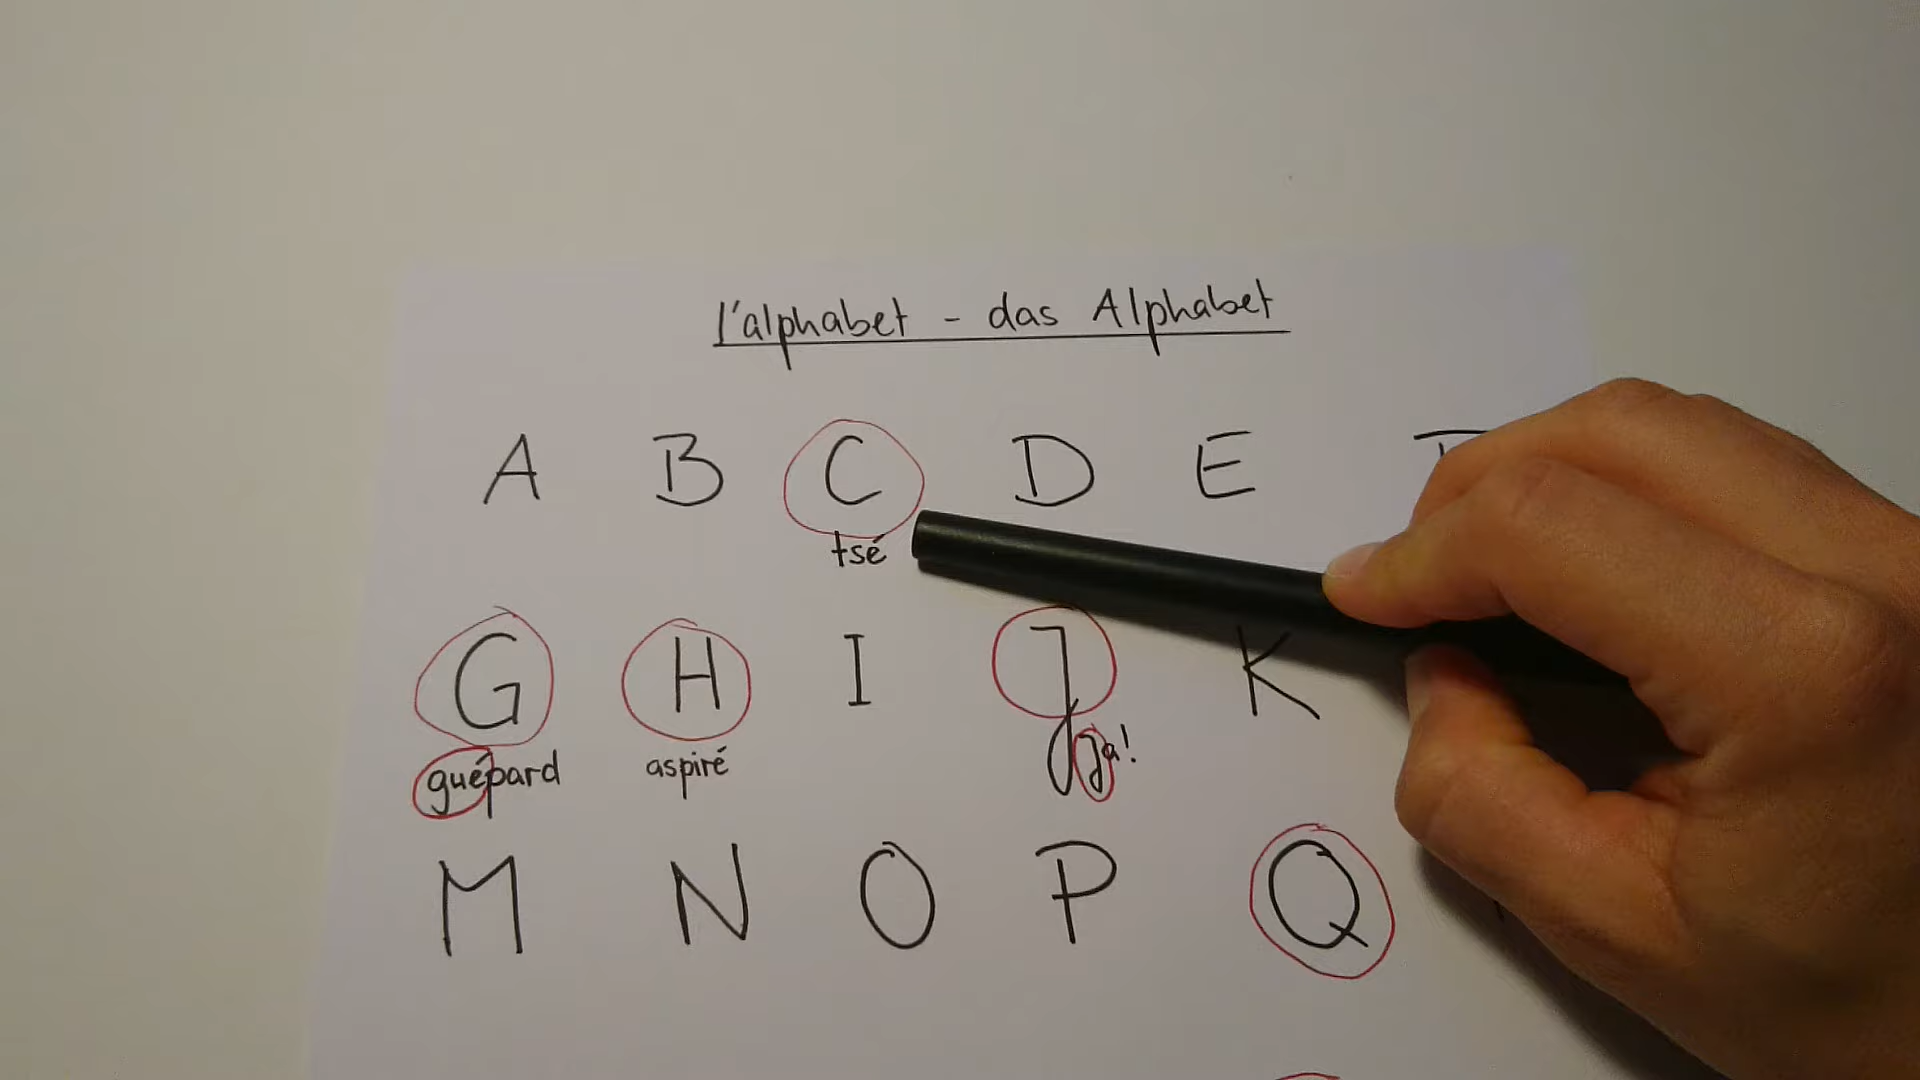 l'alphabet - das Alphabet
A B C D E
tsé
G H I J K
guépard aspiré Ja!
M N O P Q